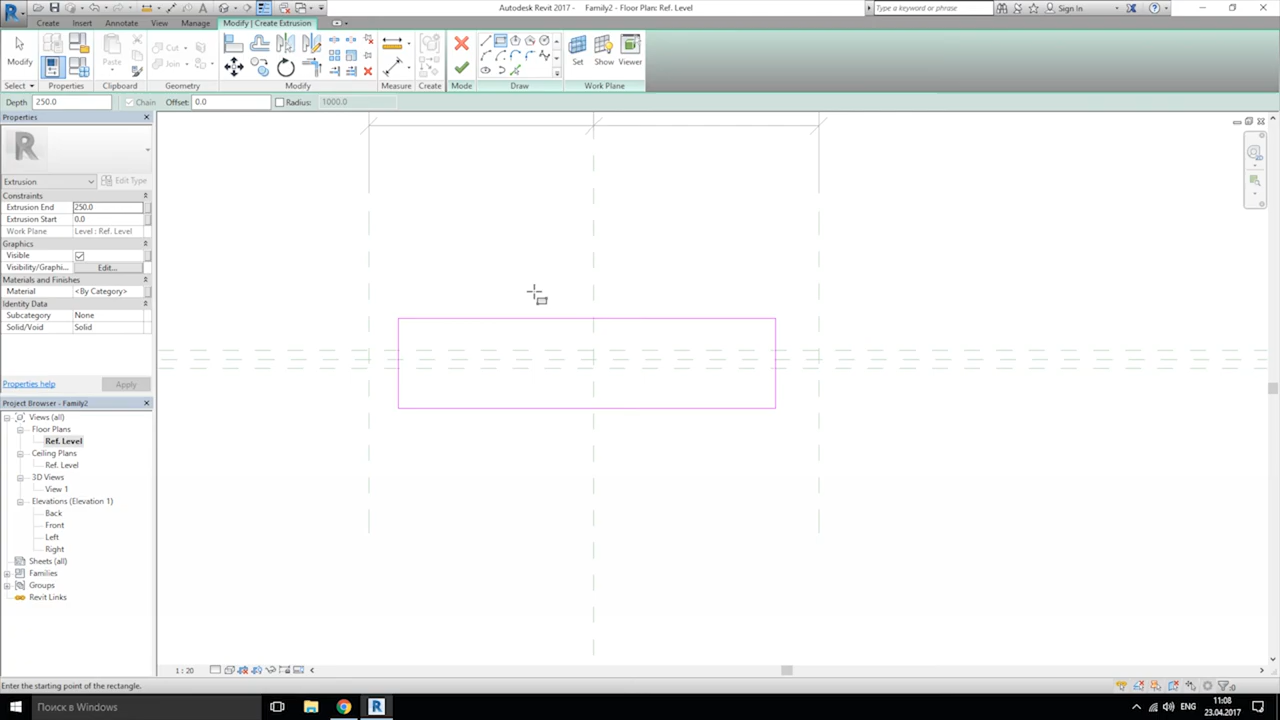 Autodesk Revit 2017 - Family2 - Floor Plan: Ref. Level
Type a keyword or phrase
Sign In
Create
Insert
Annotate
View
Manage
Modify | Create Extrusion
Modify
Paste
Cut
Join
Set
Show
Viewer
Select
Properties
Clipboard
Geometry
Modify
Measure
Create
Mode
Draw
Work Plane
Depth 250.0
Chain
Offset: 0.0
Radius: 1000.0
Properties
Extrusion
Edit Type
Constraints
Extrusion End 250.0
Extrusion Start 0.0
Work Plane Level : Ref. Level
Graphics
Visible
Visibility/Graphi... Edit...
Materials and Finishes
Material <By Category>
Identity Data
Subcategory None
Solid/Void Solid
Properties help
Apply
Project Browser - Family2
Views (all)
Floor Plans
Ref. Level
Ceiling Plans
Ref. Level
3D Views
View 1
Elevations (Elevation 1)
Back
Front
Left
Right
Sheets (all)
Families
Groups
Revit Links
1 : 20
Enter the starting point of the rectangle.
:0
Поиск в Windows
ENG
11:08
23.04.2017